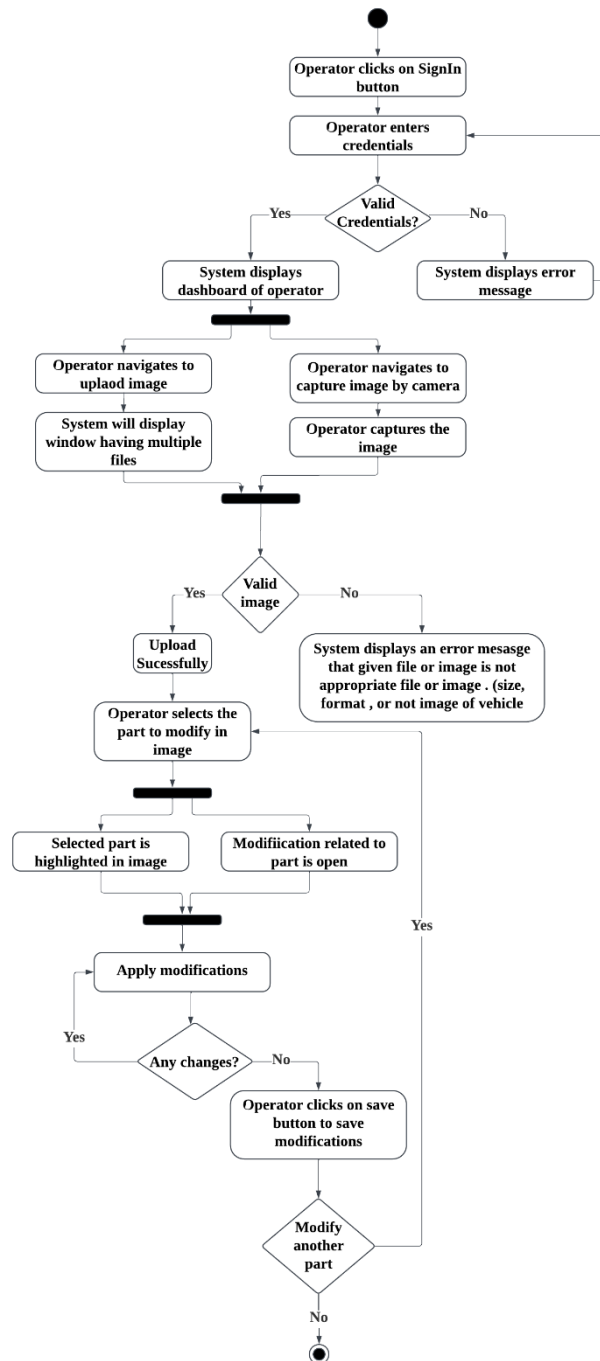 Operator clicks on SignIn
button
Operator enters
credentials
Valid
Credentials?
Yes
No
System displays
dashboard of operator
System displays error
message
Operator navigates to
uplaod image
Operator navigates to
capture image by camera
System will display
window having multiple
files
Operator captures the
image
Valid
image
Yes
No
Upload
Sucessfully
System displays an error mesasge
that given file or image is not
appropriate file or image . (size,
format , or not image of vehicle
Operator selects the
part to modify in
image
Selected part is
highlighted in image
Modifiication related to
part is open
Yes
Apply modifications
Yes
Any changes?
No
Operator clicks on save
button to save
modifications
Modify
another
part
No